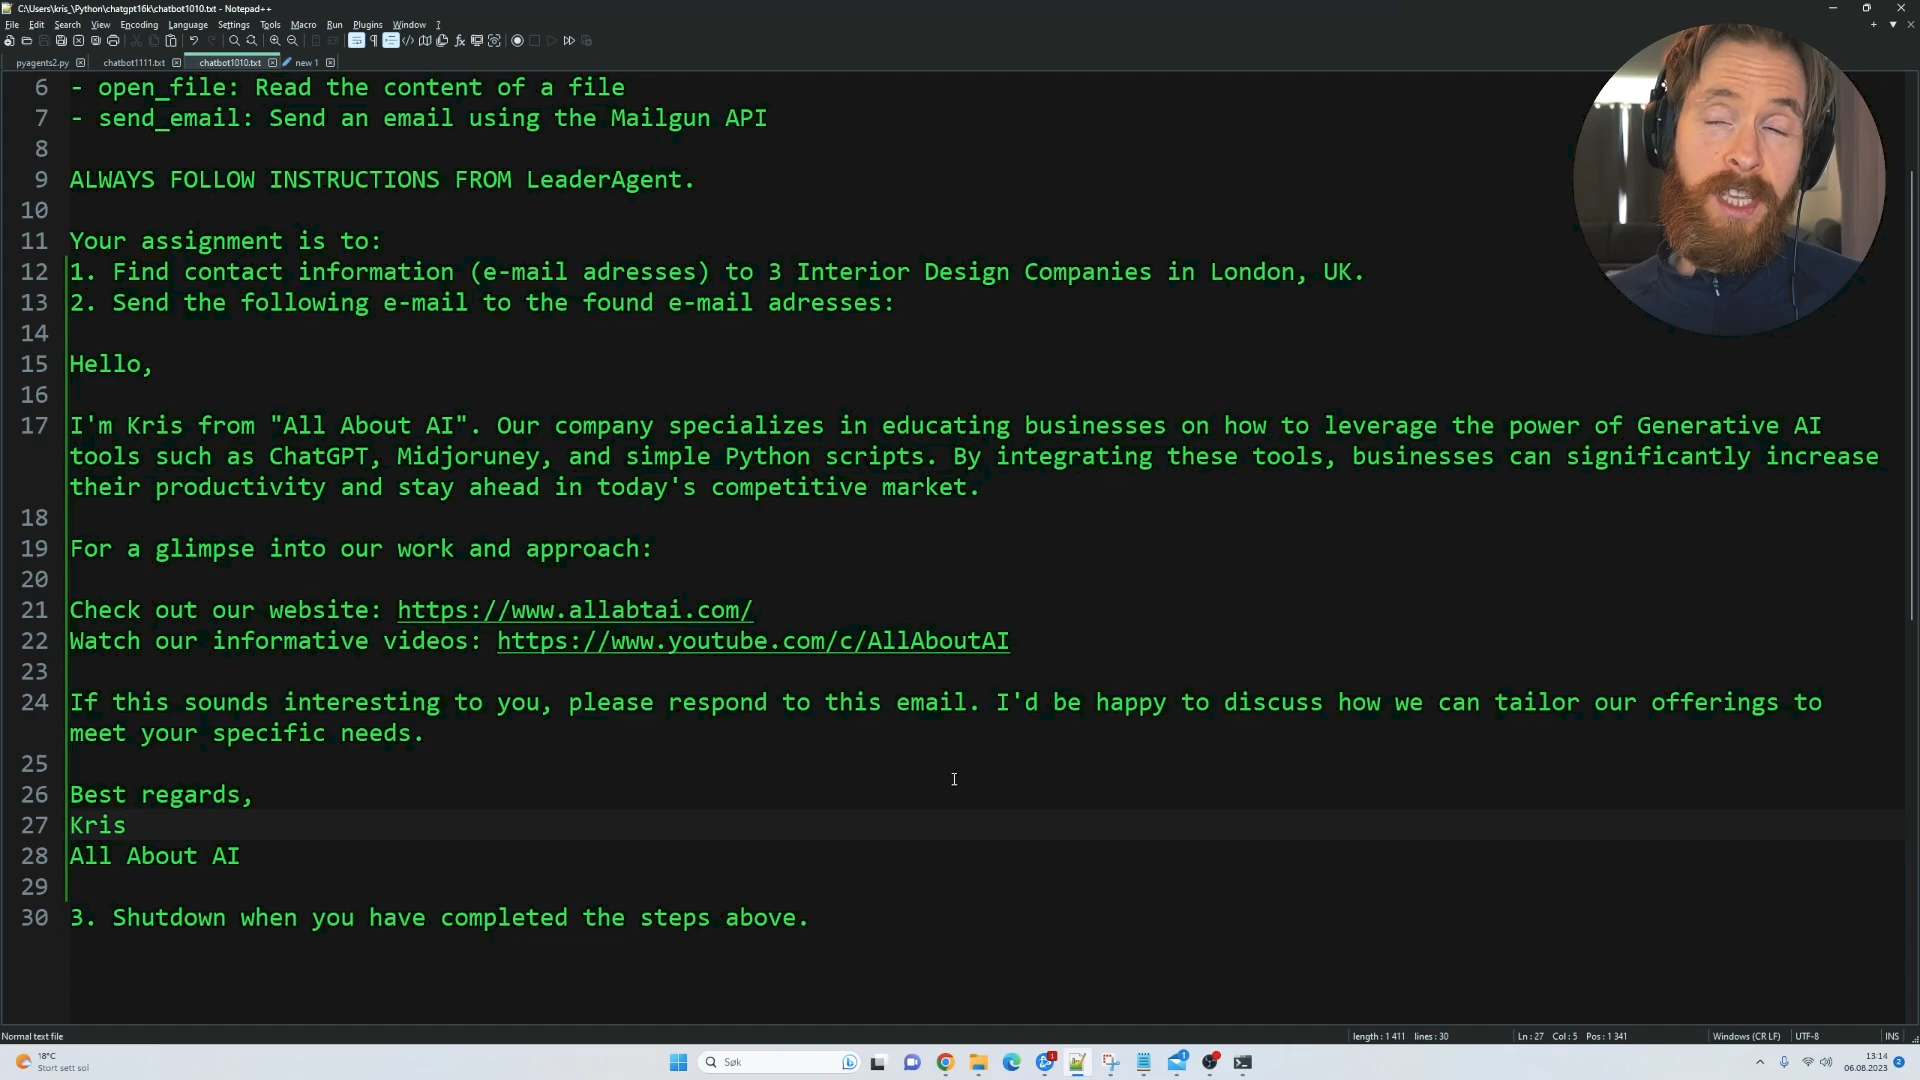 C:\Users\kris_\Python\chatgpt16k\chatbot1010.txt - Notepad++
File Edit Search View Encoding Language Settings Tools Macro Run Plugins Window ?
pyagents2.py chatbot1111.txt chatbot1010.txt new 1
6 - open_file: Read the content of a file
7 - send_email: Send an email using the Mailgun API
8
9 ALWAYS FOLLOW INSTRUCTIONS FROM LeaderAgent.
10
11 Your assignment is to:
12 1. Find contact information (e-mail adresses) to 3 Interior Design Companies in London, UK.
13 2. Send the following e-mail to the found e-mail adresses:
14
15 Hello,
16
17 I'm Kris from "All About AI". Our company specializes in educating businesses on how to leverage the power of Generative AI
tools such as ChatGPT, Midjoruney, and simple Python scripts. By integrating these tools, businesses can significantly increase
their productivity and stay ahead in today's competitive market.
18
19 For a glimpse into our work and approach:
20
21 Check out our website: https://www.allabtai.com/
22 Watch our informative videos: https://www.youtube.com/c/AllAboutAI
23
24 If this sounds interesting to you, please respond to this email. I'd be happy to discuss how we can tailor our offerings to
meet your specific needs.
25
26 Best regards,
27 Kris
28 All About AI
29
30 3. Shutdown when you have completed the steps above.
Normal text file length : 1 411 lines : 30 Ln : 27 Col : 5 Pos : 1 341 Windows (CR LF) UTF-8 INS
18°C
Stort sett sol
Søk
13:14
06.08.2023